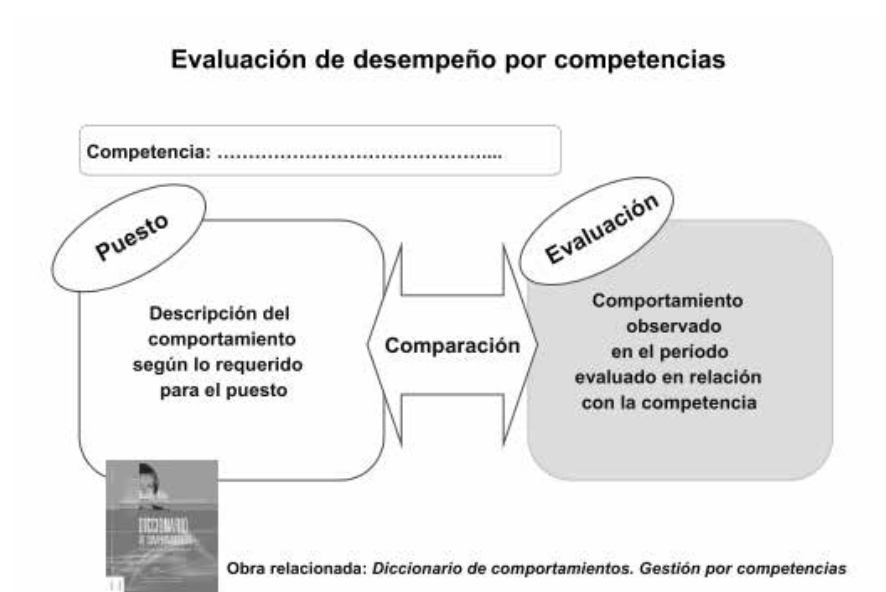 Evaluación de desempeño por competencias
Competencia: …………………………………….....
Puesto
Descripción del
comportamiento
según lo requerido
para el puesto
Comparación
Evaluación
Comportamiento
observado
en el período
evaluado en relación
con la competencia
DICCIONARIO
Obra relacionada: Diccionario de comportamientos. Gestión por competencias